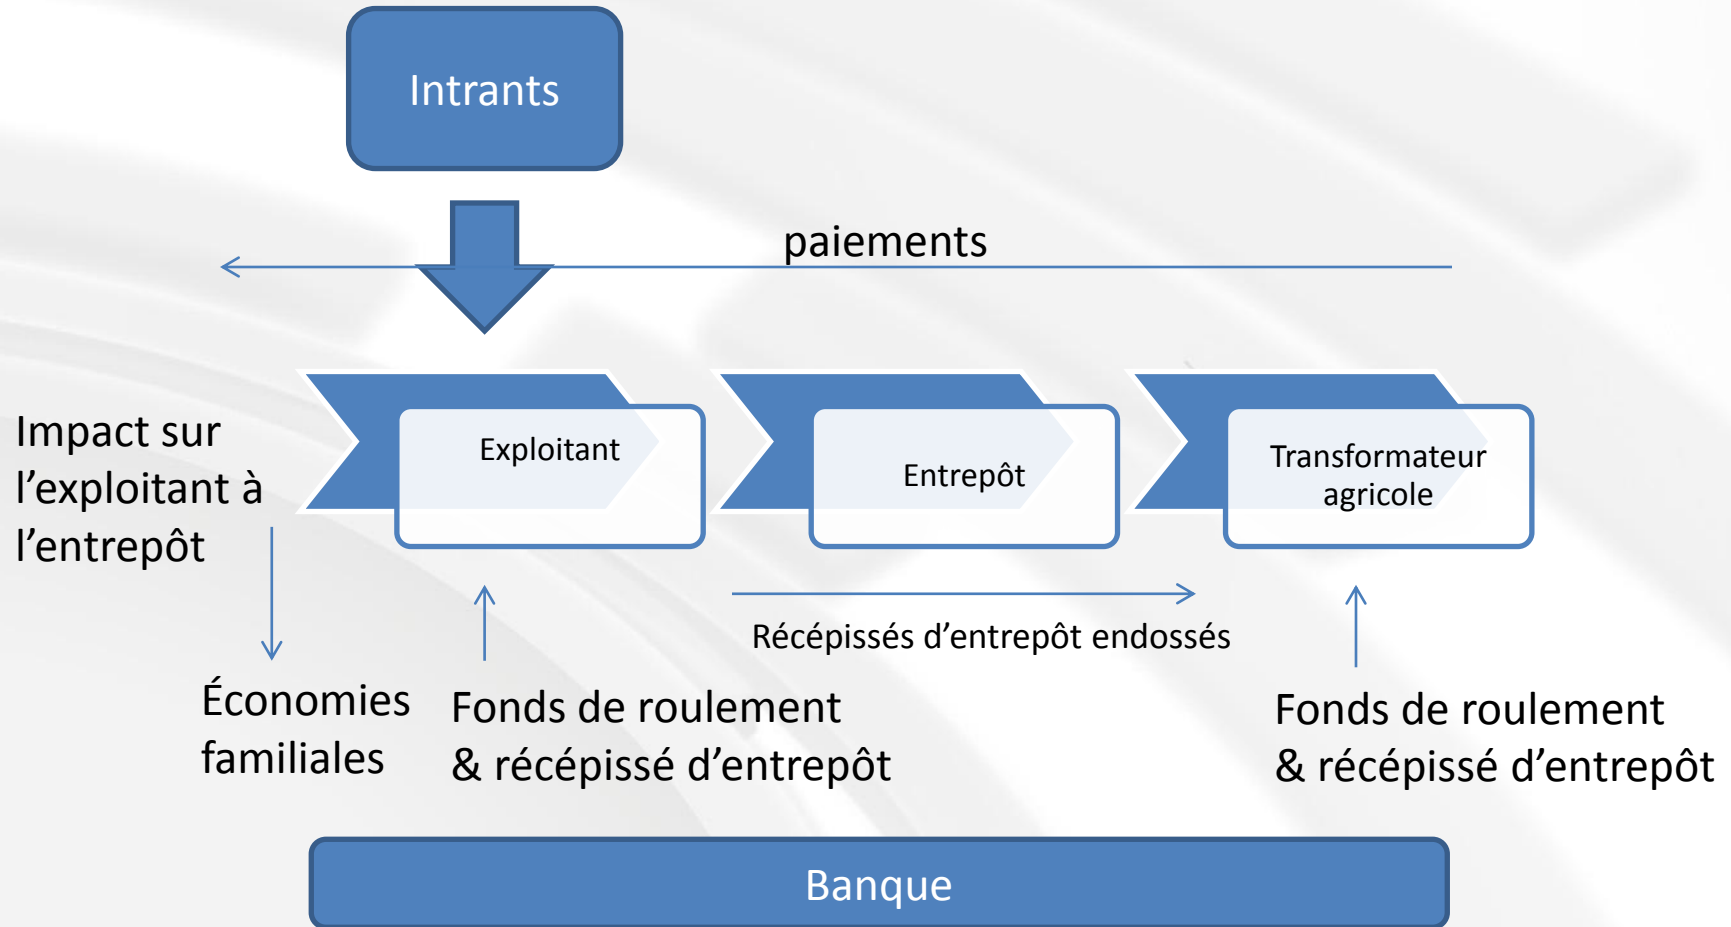 Intrants
paiements
Impact sur
l’exploitant à
l’entrepôt
Exploitant
Entrepôt
Transformateur
agricole
Récépissés d’entrepôt endossés
Économies
familiales
Fonds de roulement
& récépissé d’entrepôt
Fonds de roulement
& récépissé d’entrepôt
Banque